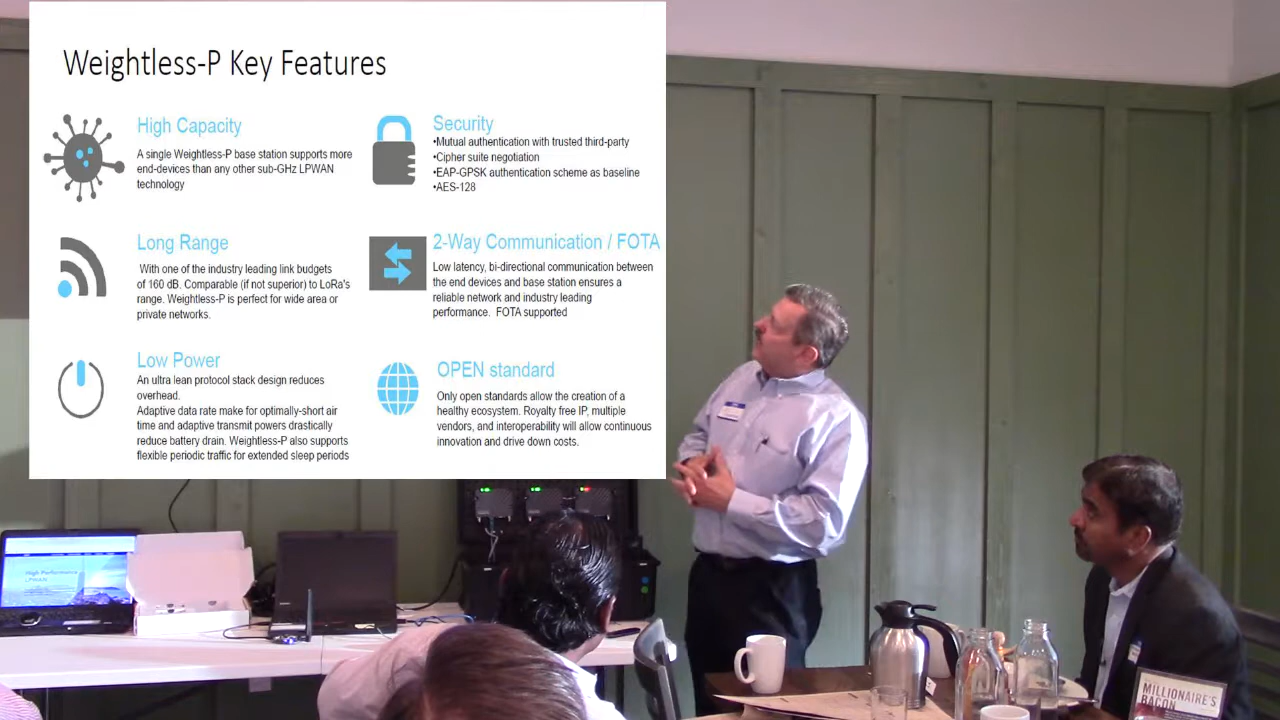 Weightless-P Key Features
High Capacity
A single Weightless-P base station supports more
end-devices than any other sub-GHz LPWAN
technology
Long Range
With one of the industry leading link budgets
of 160 dB. Comparable (if not superior) to LoRa's
range. Weightless-P is perfect for wide area or
private networks.
Low Power
An ultra lean protocol stack design reduces
overhead.
Adaptive data rate make for optimally-short air
time and adaptive transmit powers drastically
reduce battery drain. Weightless-P also supports
flexible periodic traffic for extended sleep periods
Security
•Mutual authentication with trusted third-party
•Cipher suite negotiation
•EAP-GPSK authentication scheme as baseline
•AES-128
2-Way Communication / FOTA
Low latency, bi-directional communication between
the end devices and base station ensures a
reliable network and industry leading
performance. FOTA supported
OPEN standard
Only open standards allow the creation of a
healthy ecosystem. Royalty free IP, multiple
vendors, and interoperability will allow continuous
innovation and drive down costs.
High Performance
MILLIONAIRE'S
BACON